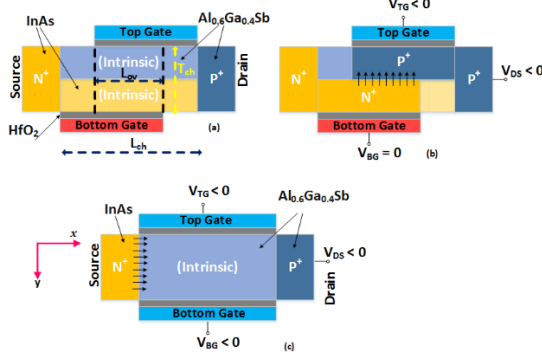 InAs
Top Gate
Al0.6Ga0.4Sb
Source
N+
(Intrinsic)
Lov
Tch
(Intrinsic)
P+
Drain
HfO2
Bottom Gate
(a)
Lch
VTG < 0
Top Gate
P+
P+
VDS < 0
N+
N+
Bottom Gate
VBG = 0
(b)
VTG < 0
InAs
Top Gate
Al0.6Ga0.4Sb
x
y
Source
N+
(Intrinsic)
P+
Drain
VDS < 0
Bottom Gate
VBG < 0
(c)